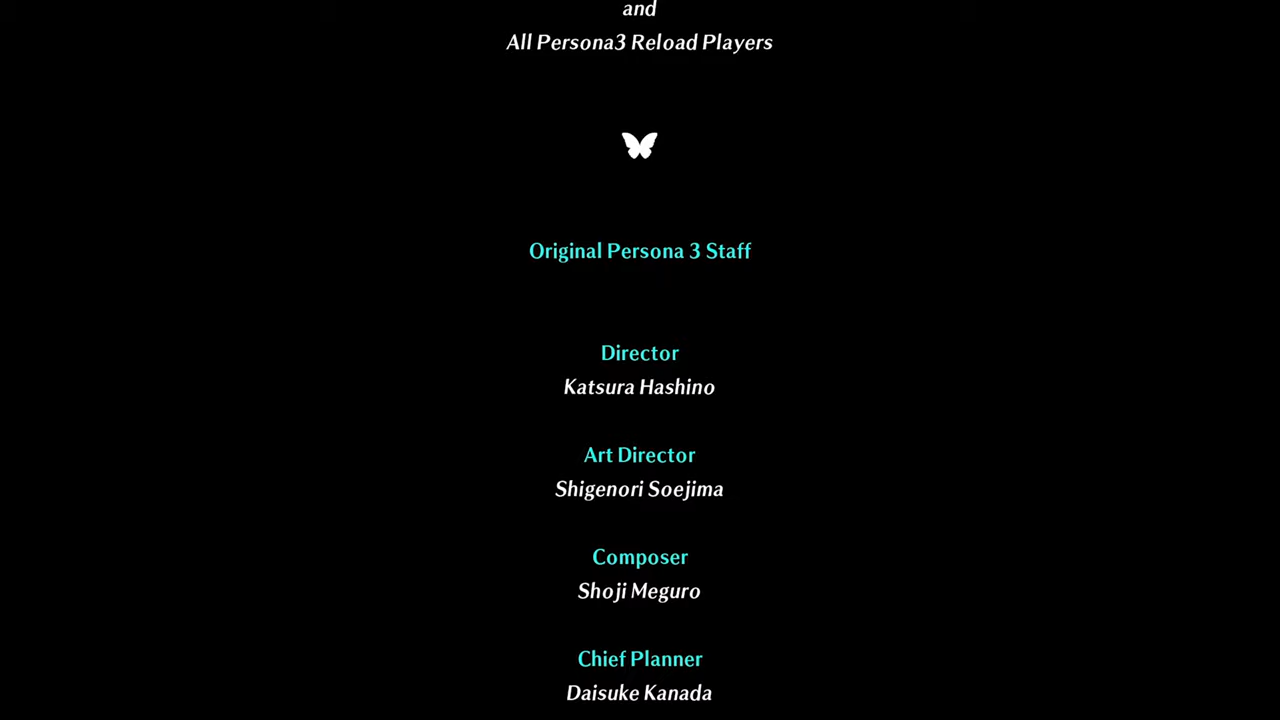 and
All Persona3 Reload Players
Original Persona 3 Staff
Director
Katsura Hashino
Art Director
Shigenori Soejima
Composer
Shoji Meguro
Chief Planner
Daisuke Kanada